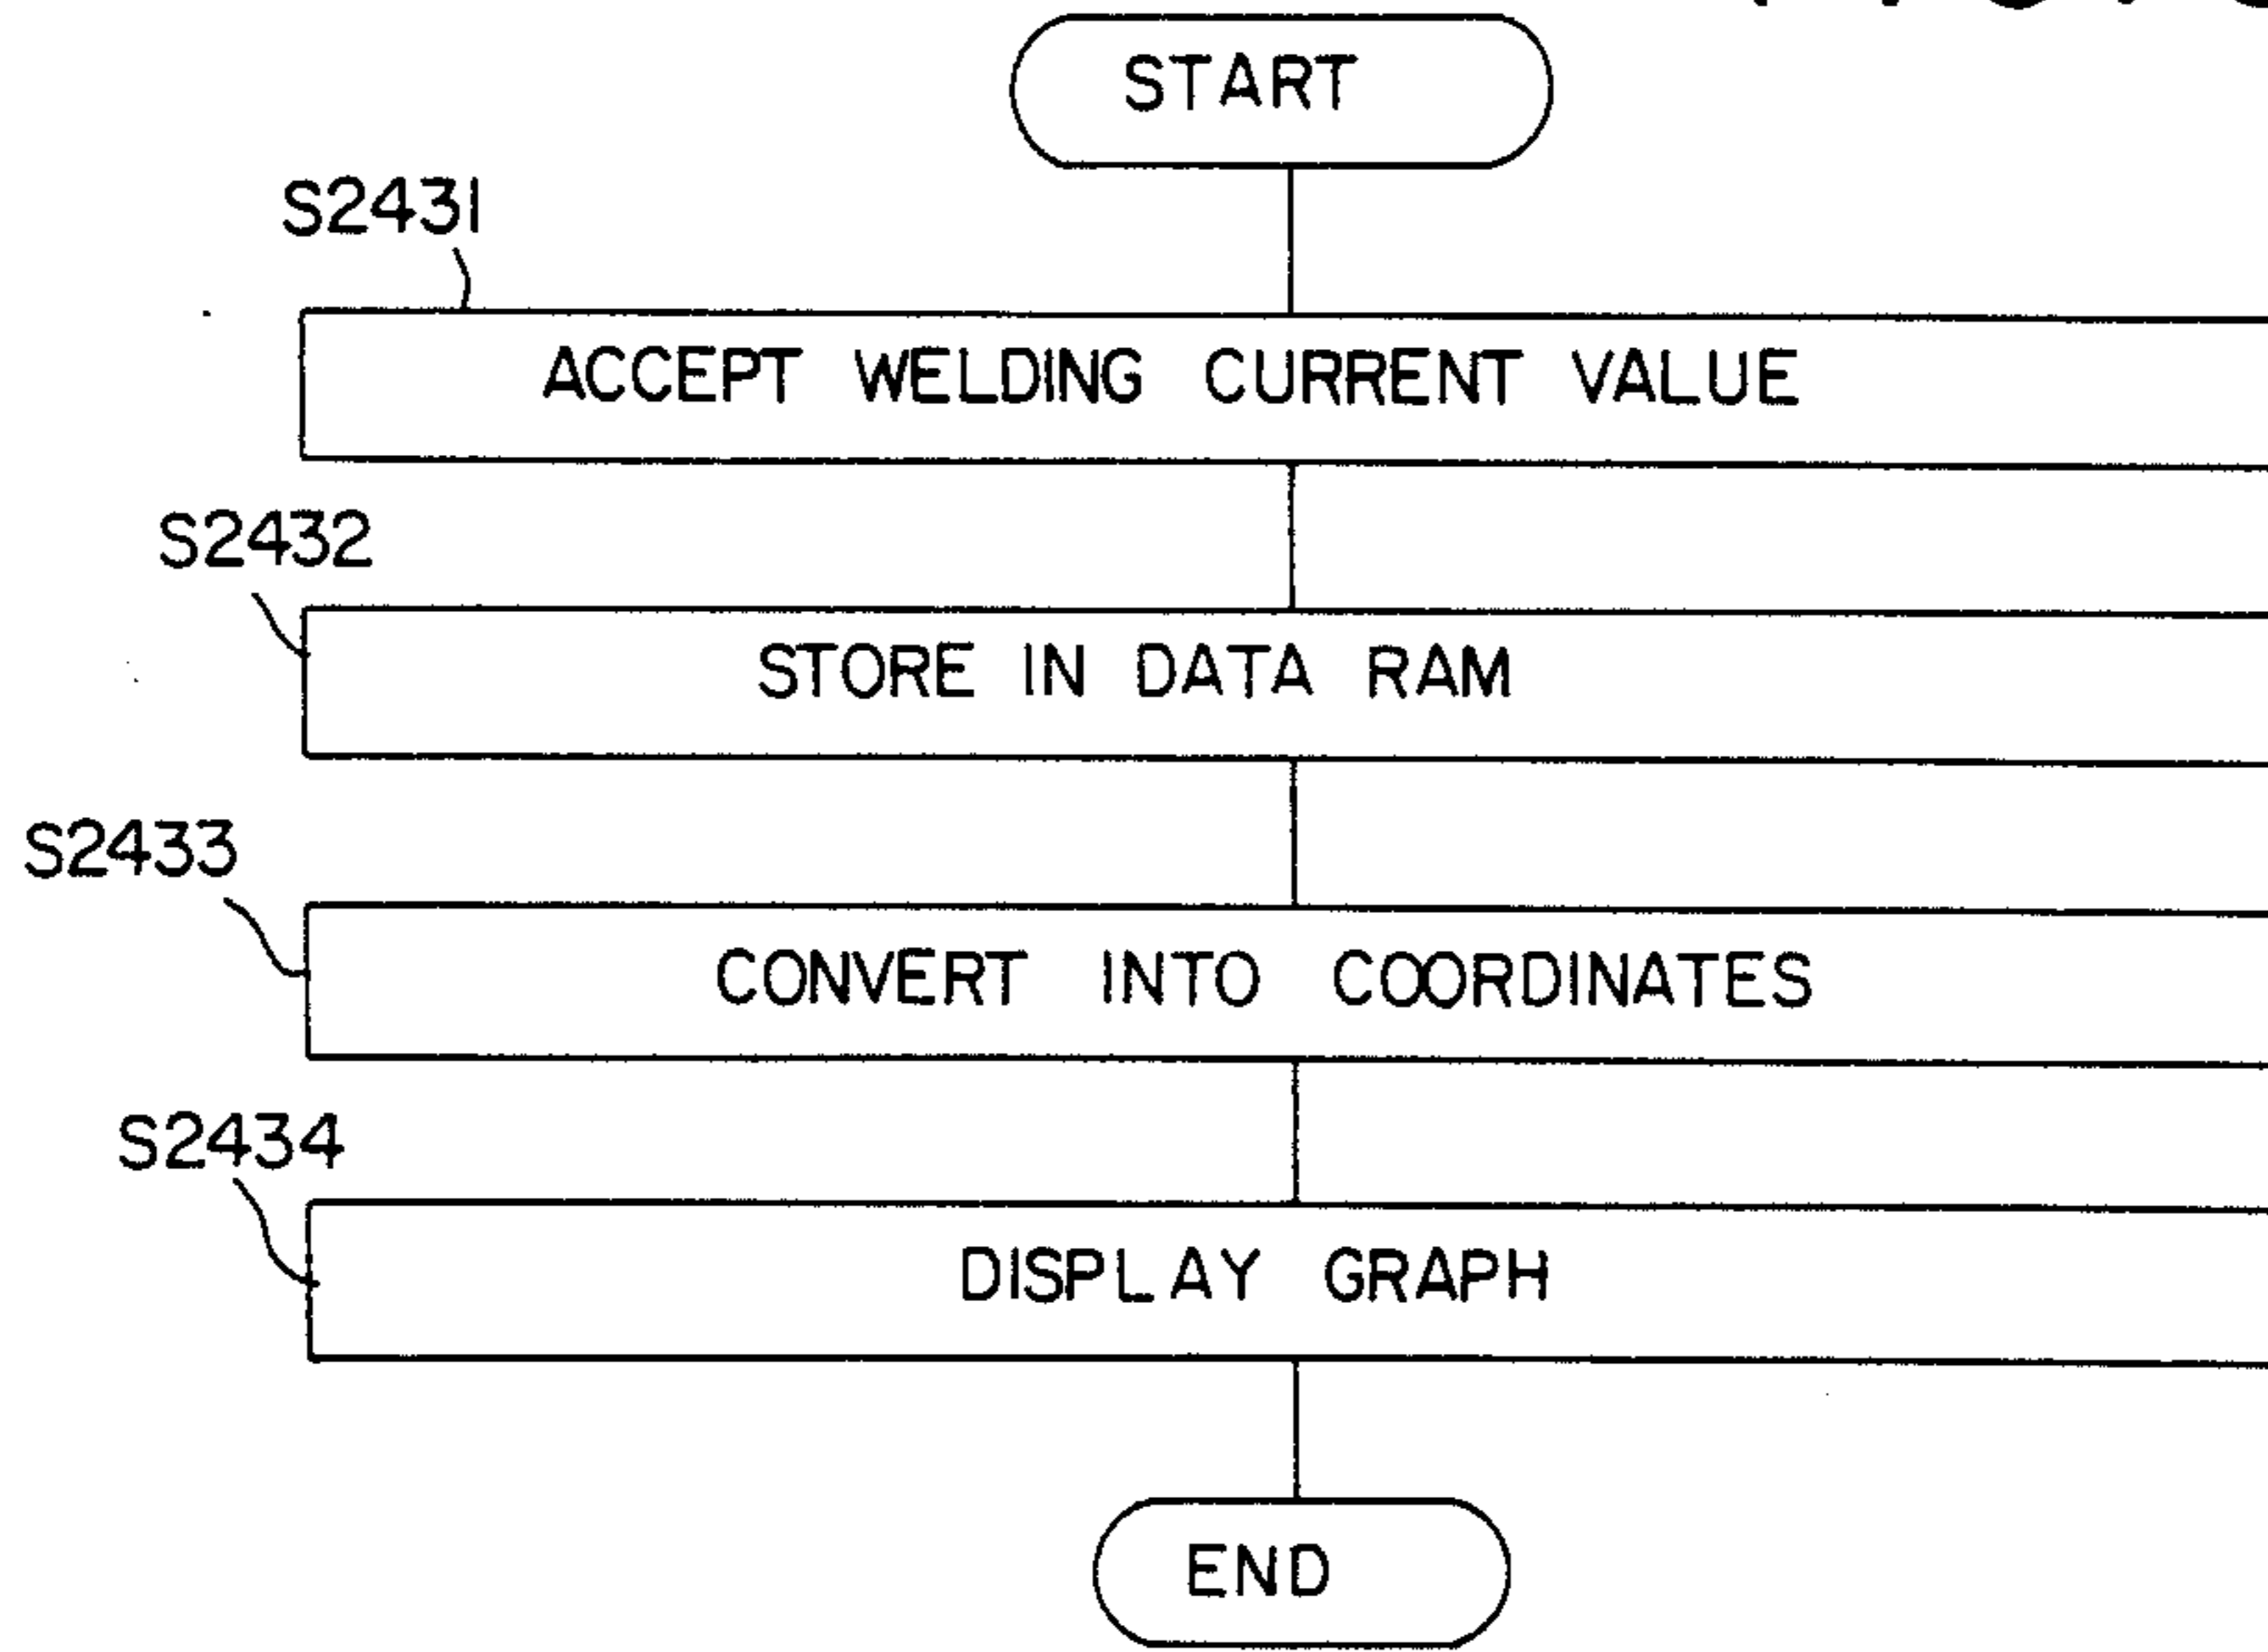 START
S2431
ACCEPT WELDING CURRENT VALUE
S2432
STORE IN DATA RAM
S2433
CONVERT INTO COORDINATES
S2434
DISPLAY GRAPH
END